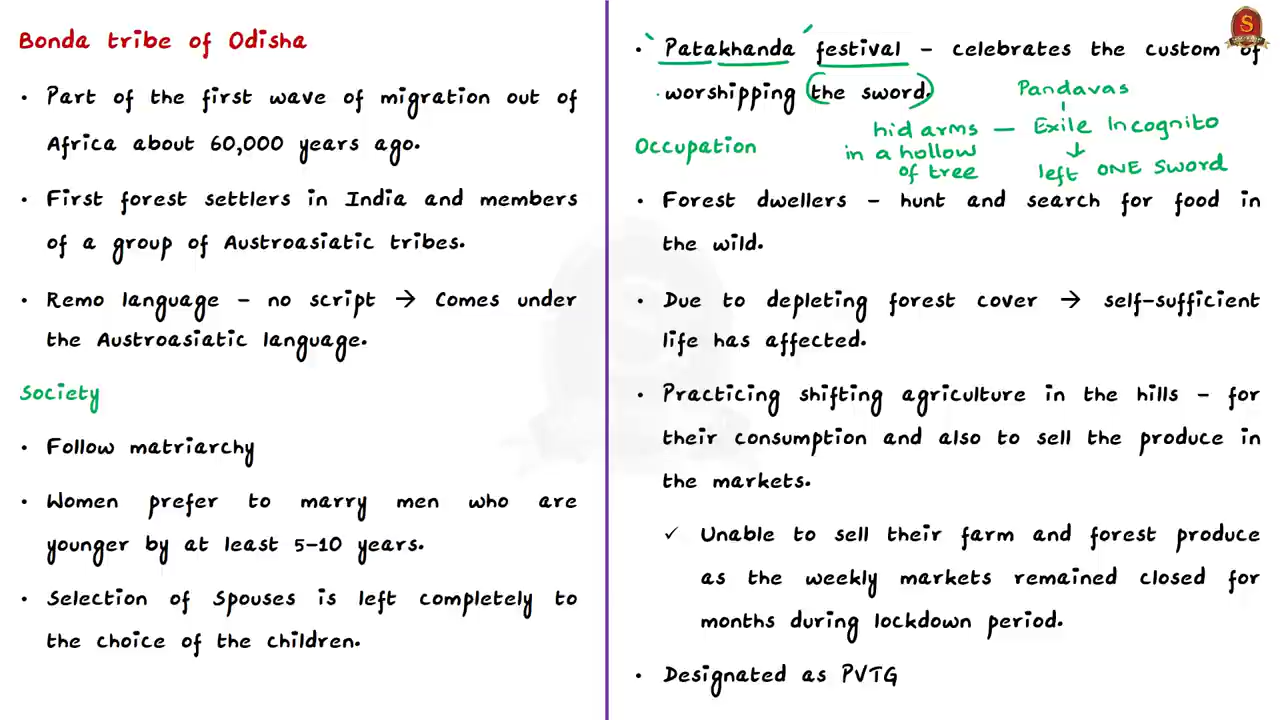 Bonda tribe of Odisha
• Part of the first wave of migration out of
Africa about 60,000 years ago.
• First forest settlers in India and members
of a group of Austroasiatic tribes.
• Remo language - no script → Comes under
the Austroasiatic language.
Society
• Follow matriarchy
• Women prefer to marry men who are
younger by at least 5-10 years.
• Selection of Spouses is left completely to
the choice of the children.
• 'Patakhanda' festival - celebrates the custom of
worshipping (the sword).
Pandavas
hid arms — Exile Incognito
in a hollow
of tree
↓
left ONE Sword
Occupation
• Forest dwellers - hunt and search for food in
the wild.
• Due to depleting forest cover → self-sufficient
life has affected.
• Practicing shifting agriculture in the hills - for
their consumption and also to sell the produce in
the markets.
✓ Unable to sell their farm and forest produce
as the weekly markets remained closed for
months during lockdown period.
• Designated as PVTG
S